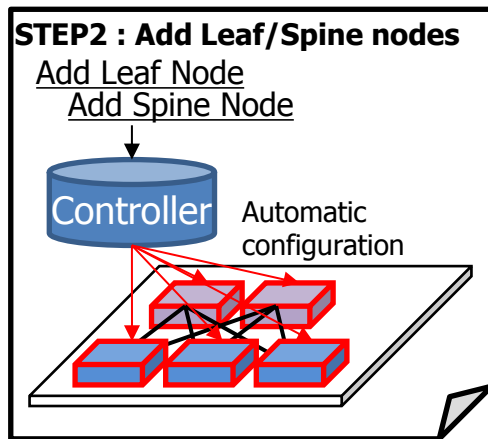 STEP2 : Add Leaf/Spine nodes
Add Leaf Node
Add Spine Node
Controller
Automatic
configuration